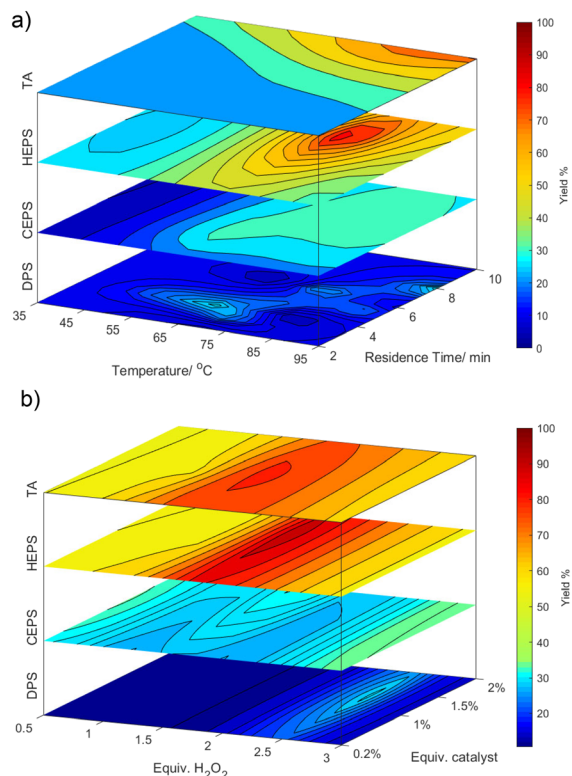 a)
TA
HEPS
CEPS
DPS
35
45
55
65
75
85
95
Temperature/ °C
2
4
6
8
10
Residence Time/ min
100
90
80
70
60
50
40
30
20
10
0
Yield %
b)
TA
HEPS
CEPS
DPS
0.5
1
1.5
2
2.5
3
Equiv. H2O2
0.2%
1%
1.5%
2%
Equiv. catalyst
100
90
80
70
60
50
40
30
20
Yield %